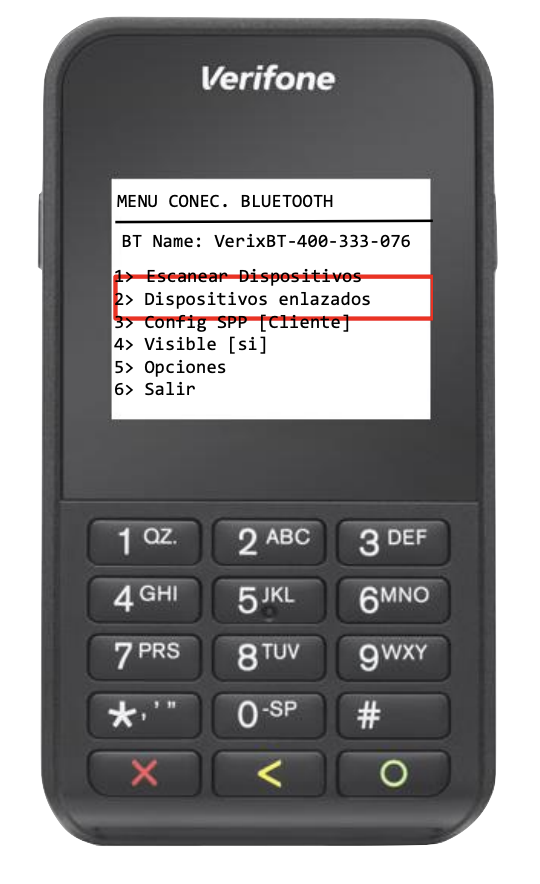 Verifone
MENU CONEC. BLUETOOTH
BT Name: VerixBT-400-333-076
1> Escanear Dispositivos
2> Dispositivos enlazados
3> Config SPP [Cliente]
4> Visible [si]
5> Opciones
6> Salir
1 QZ. 2 ABC 3 DEF
4 GHI 5 JKL 6 MNO
7 PRS 8 TUV 9 WXY
*,'" 0 -SP #
X < O